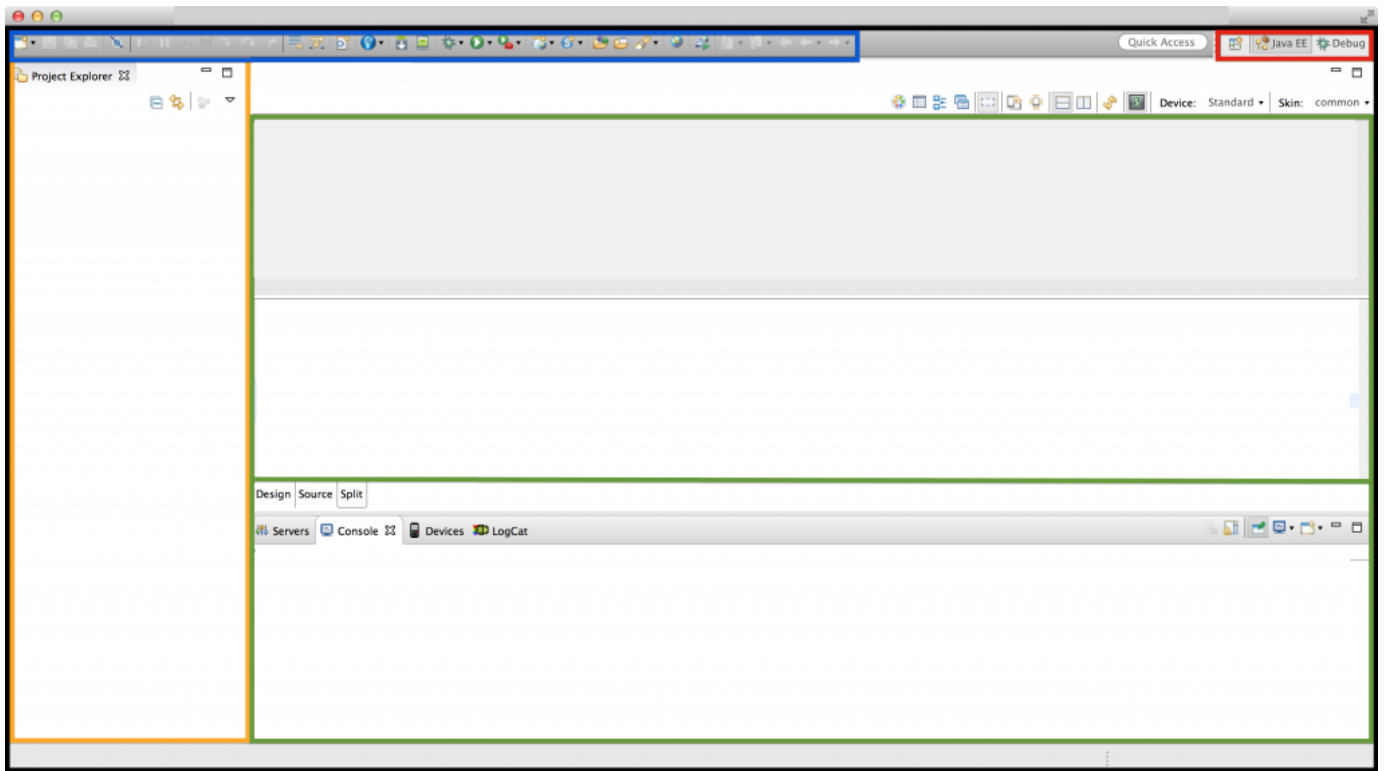 Quick Access Java EE Debug
Project Explorer
Device: Standard Skin: common
Design Source Split
Servers Console Devices LogCat